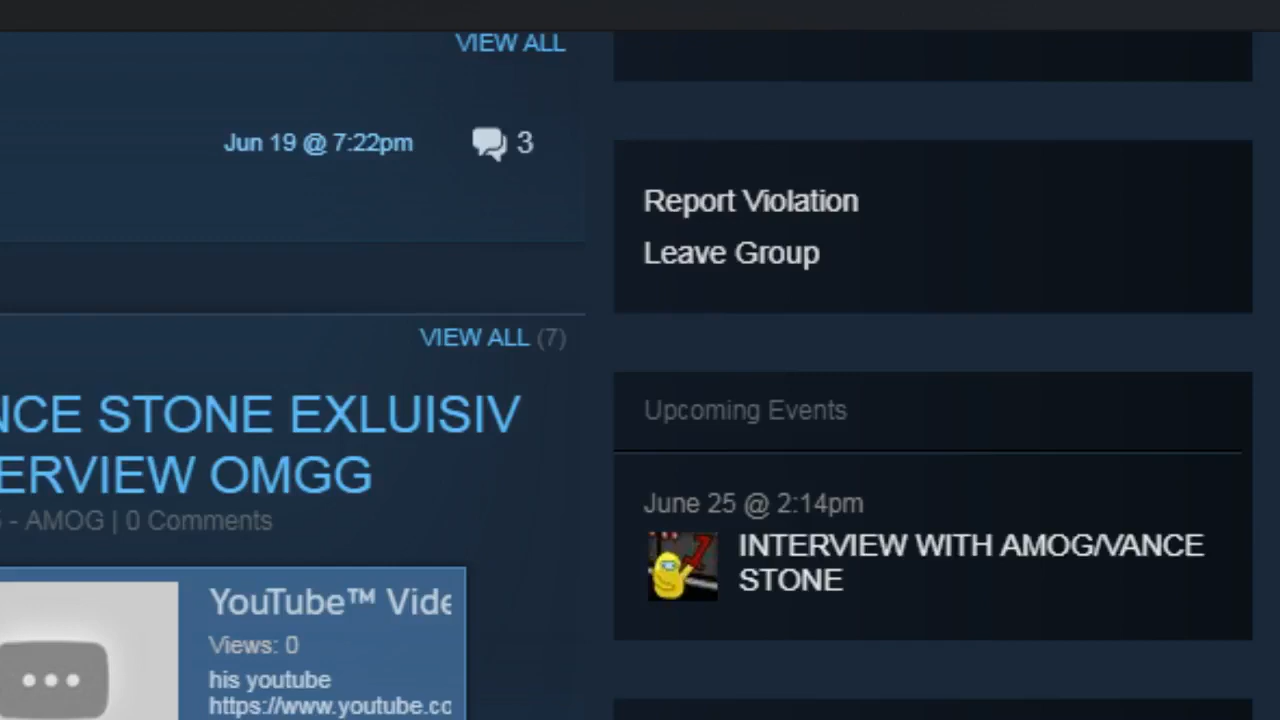 VIEW ALL
Jun 19 @ 7:22pm
3
Report Violation
Leave Group
VIEW ALL (7)
NCE STONE EXLUISIV
ERVIEW OMGG
- AMOG | 0 Comments
YouTube™ Vide
Views: 0
his youtube
https://www.youtube.co
Upcoming Events
June 25 @ 2:14pm
INTERVIEW WITH AMOG/VANCE
STONE